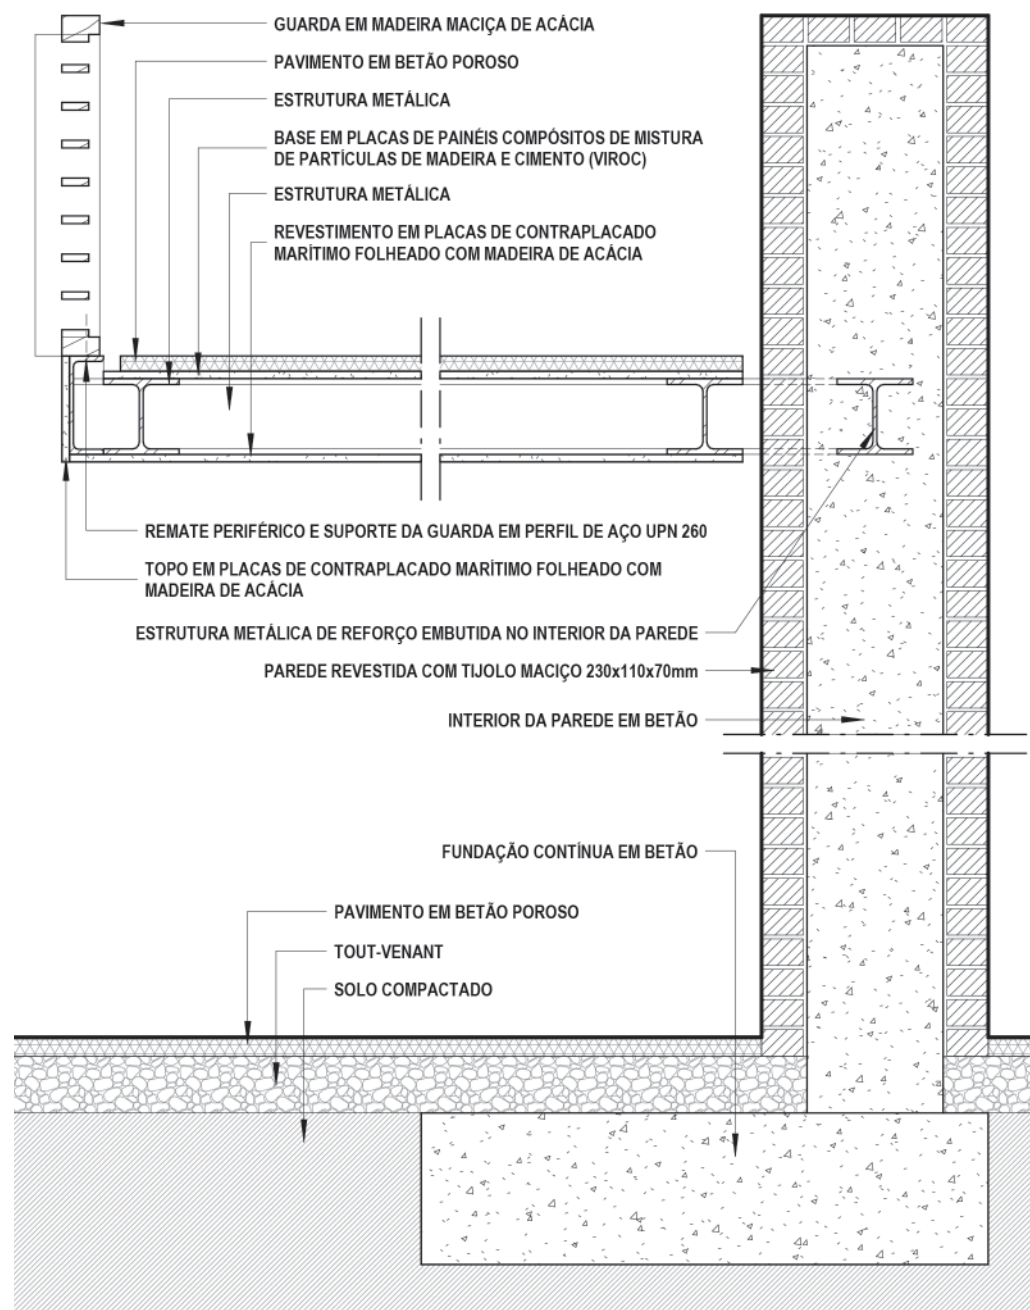 GUARDA EM MADEIRA MACIÇA DE ACÁCIA
PAVIMENTO EM BETÃO POROSO
ESTRUTURA METÁLICA
BASE EM PLACAS DE PAINÉIS COMPÓSITOS DE MISTURA
DE PARTÍCULAS DE MADEIRA E CIMENTO (VIROC)
ESTRUTURA METÁLICA
REVESTIMENTO EM PLACAS DE CONTRAPLACADO
MARÍTIMO FOLHEADO COM MADEIRA DE ACÁCIA
REMATE PERIFÉRICO E SUPORTE DA GUARDA EM PERFIL DE AÇO UPN 260
TOPO EM PLACAS DE CONTRAPLACADO MARÍTIMO FOLHEADO COM
MADEIRA DE ACÁCIA
ESTRUTURA METÁLICA DE REFORÇO EMBUTIDA NO INTERIOR DA PAREDE
PAREDE REVESTIDA COM TIJOLO MACIÇO 230x110x70mm
INTERIOR DA PAREDE EM BETÃO
FUNDAÇÃO CONTÍNUA EM BETÃO
PAVIMENTO EM BETÃO POROSO
TOUT-VENANT
SOLO COMPACTADO